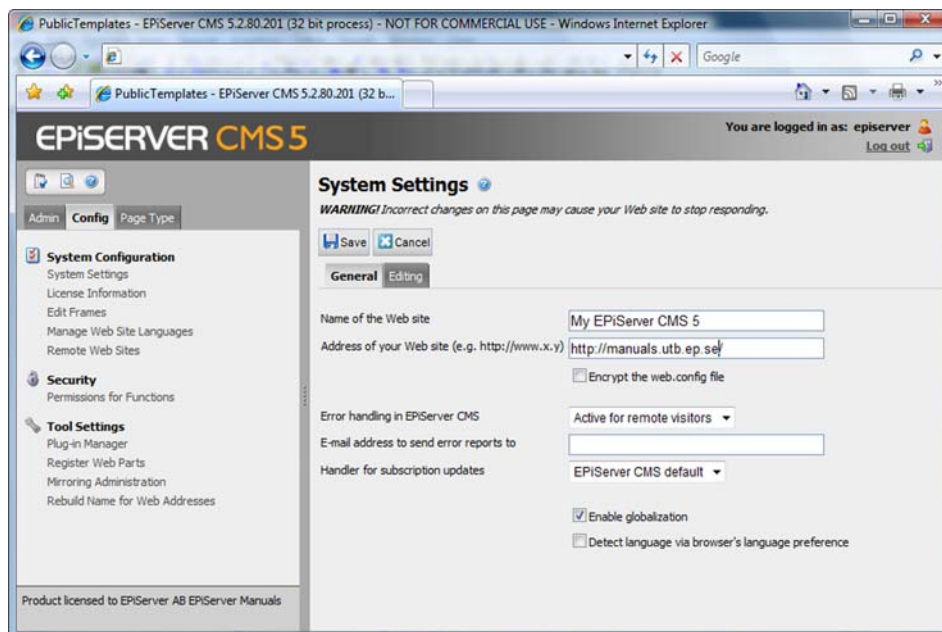 PublicTemplates - EPiServer CMS 5.2.80.201 (32 bit process) - NOT FOR COMMERCIAL USE - Windows Internet Explorer
Google
PublicTemplates - EPiServer CMS 5.2.80.201 (32 b...
EPiSERVER CMS 5
You are logged in as: episerver
Log out
Admin Config Page Type
System Configuration
System Settings
License Information
Edit Frames
Manage Web Site Languages
Remote Web Sites
Security
Permissions for Functions
Tool Settings
Plug-in Manager
Register Web Parts
Mirroring Administration
Rebuild Name for Web Addresses
Product licensed to EPiServer AB EPiServer Manuals
System Settings
WARNING! Incorrect changes on this page may cause your Web site to stop responding.
Save Cancel
General Editing
Name of the Web site My EPiServer CMS 5
Address of your Web site (e.g. http://www.x.y) http://manuals.utb.ep.se/
Encrypt the web.config file
Error handling in EPiServer CMS Active for remote visitors
E-mail address to send error reports to
Handler for subscription updates EPiServer CMS default
Enable globalization
Detect language via browser's language preference